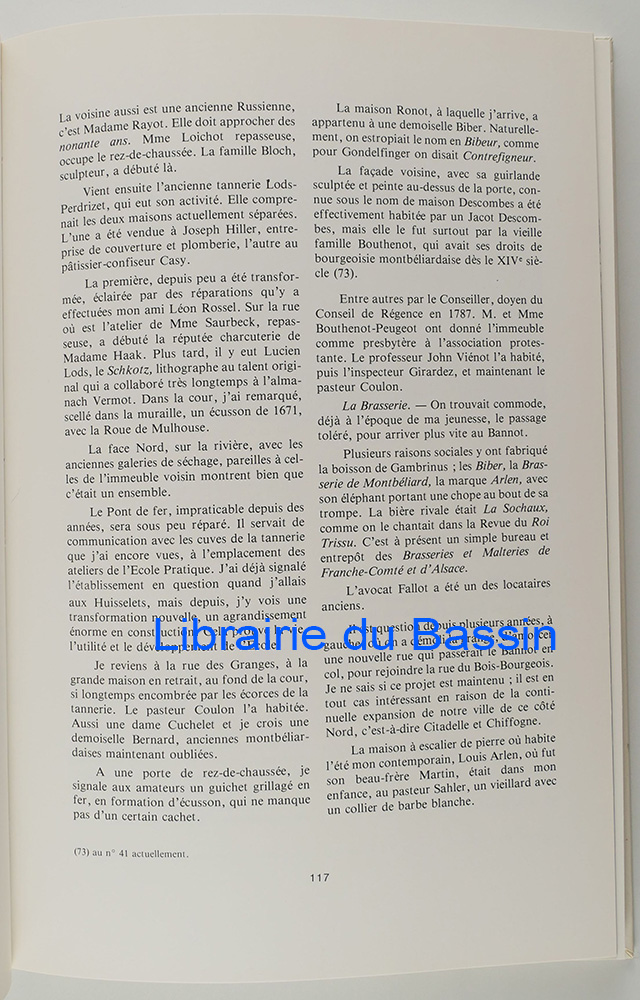 La voisine aussi est une ancienne Russienne,
c'est Madame Rayot. Elle doit approcher des
nonante ans. Mme Loichot repasseuse,
occupe le rez-de-chaussée. La famille Bloch,
sculpteur, a débuté là.
Vient ensuite l'ancienne tannerie Lods-
Perdrizet, qui eut son activité. Elle compre-
nait les deux maisons actuellement séparées.
L'une a été vendue à Joseph Hiller, entre-
prise de couverture et plomberie, l'autre au
pâtissier-confiseur Casy.
La première, depuis peu a été transfor-
mée, éclairée par des réparations qu'y a
effectuées mon ami Léon Rossel. Sur la rue
où est l'atelier de Mme Saurbeck, repas-
seuse, a débuté la réputée charcuterie de
Madame Haak. Plus tard, il y eut Lucien
Lods, le Schkotz, lithographe au talent origi-
nal qui a collaboré très longtemps à l'alma-
nach Vermot. Dans la cour, j'ai remarqué,
scellé dans la muraille, un écusson de 1671,
avec la Roue de Mulhouse.
La face Nord, sur la rivière, avec les
anciennes galeries de séchage, pareilles à cel-
les de l'immeuble voisin montrent bien que
c'était un ensemble.
Le Pont de fer, impraticable depuis des
années, sera sous peu réparé. Il servait de
communication avec les cuves de la tannerie
que j'ai encore vues, à l'emplacement des
ateliers de l'Ecole Pratique. J'ai déjà signalé
l'établissement en question quand j'allais
aux Huisselets, mais depuis, j'y vois une
transformation nouvelle, un agrandissement
énorme en
l'utilité et le
Je reviens à la rue des Granges, à la
grande maison en retrait, au fond de la cour,
si longtemps encombrée par les écorces de la
tannerie. Le pasteur Coulon l'a habitée.
Aussi une dame Cuchelet et je crois une
demoiselle Bernard, anciennes montbéliar-
daises maintenant oubliées.
A une porte de rez-de-chaussée, je
signale aux amateurs un guichet grillagé en
fer, en formation d'écusson, qui ne manque
pas d'un certain cachet.
(73) au n° 41 actuellement.
La maison Ronot, à laquelle j'arrive, a
appartenu à une demoiselle Biber. Naturelle-
ment, on estropiait le nom en Bibeur, comme
pour Gondelfinger on disait Contrefigneur.
La façade voisine, avec sa guirlande
sculptée et peinte au-dessus de la porte, con-
nue sous le nom de maison Descombes a été
effectivement habitée par un Jacot Descom-
bes, mais elle le fut surtout par la vieille
famille Bouthenot, qui avait ses droits de
bourgeoisie montbéliardaise dès le XIVe siè-
cle (73).
Entre autres par le Conseiller, doyen du
Conseil de Régence en 1787. M. et Mme
Bouthenot-Peugeot ont donné l'immeuble
comme presbytère à l'association protes-
tante. Le professeur John Viénot l'a habité,
puis l'inspecteur Girardez, et maintenant le
pasteur Coulon.
La Brasserie. — On trouvait commode,
déjà à l'époque de ma jeunesse, le passage
toléré, pour arriver plus vite au Bannot.
Plusieurs raisons sociales y ont fabriqué
la boisson de Gambrinus ; les Biber, la Bras-
serie de Montbéliard, la marque Arlen, avec
son éléphant portant une chope au bout de sa
trompe. La bière rivale était La Sochaux,
comme on le chantait dans la Revue du Roi
Trissu. C'est à présent un simple bureau et
entrepôt des Brasseries et Malteries de
Franche-Comté et d'Alsace.
L'avocat Fallot a été un des locataires
anciens.
question depuis plusieurs années, à
une nouvelle rue qui passerait le Bannot en
col, pour rejoindre la rue du Bois-Bourgeois.
Je ne sais si ce projet est maintenu ; il est en
tout cas intéressant en raison de la conti-
nuelle expansion de notre ville de ce côté
Nord, c'est-à-dire Citadelle et Chiffogne.
La maison à escalier de pierre où habite
l'été mon contemporain, Louis Arlen, où fut
son beau-frère Martin, était dans mon
enfance, au pasteur Sahler, un vieillard avec
un collier de barbe blanche.
117
Librairie du Bassin